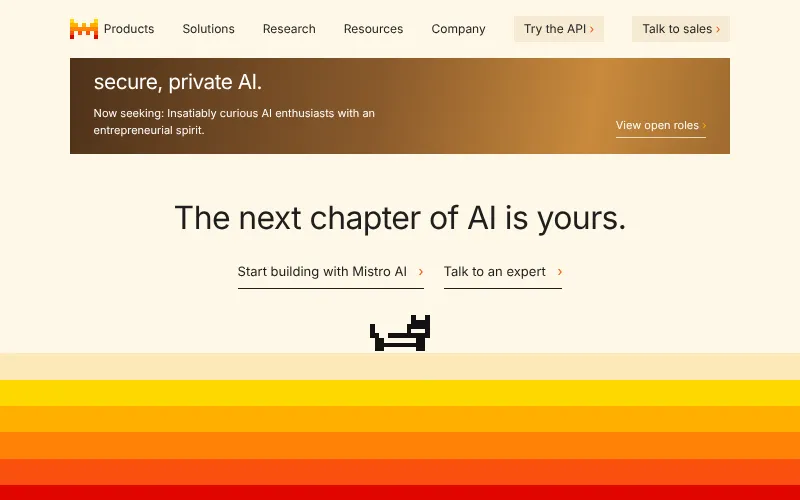 Products Solutions Research Resources Company Try the API › Talk to sales ›
secure, private AI.
Now seeking: Insatiably curious AI enthusiasts with an
entrepreneurial spirit.
View open roles ›
The next chapter of AI is yours.
Start building with Mistro AI › Talk to an expert ›